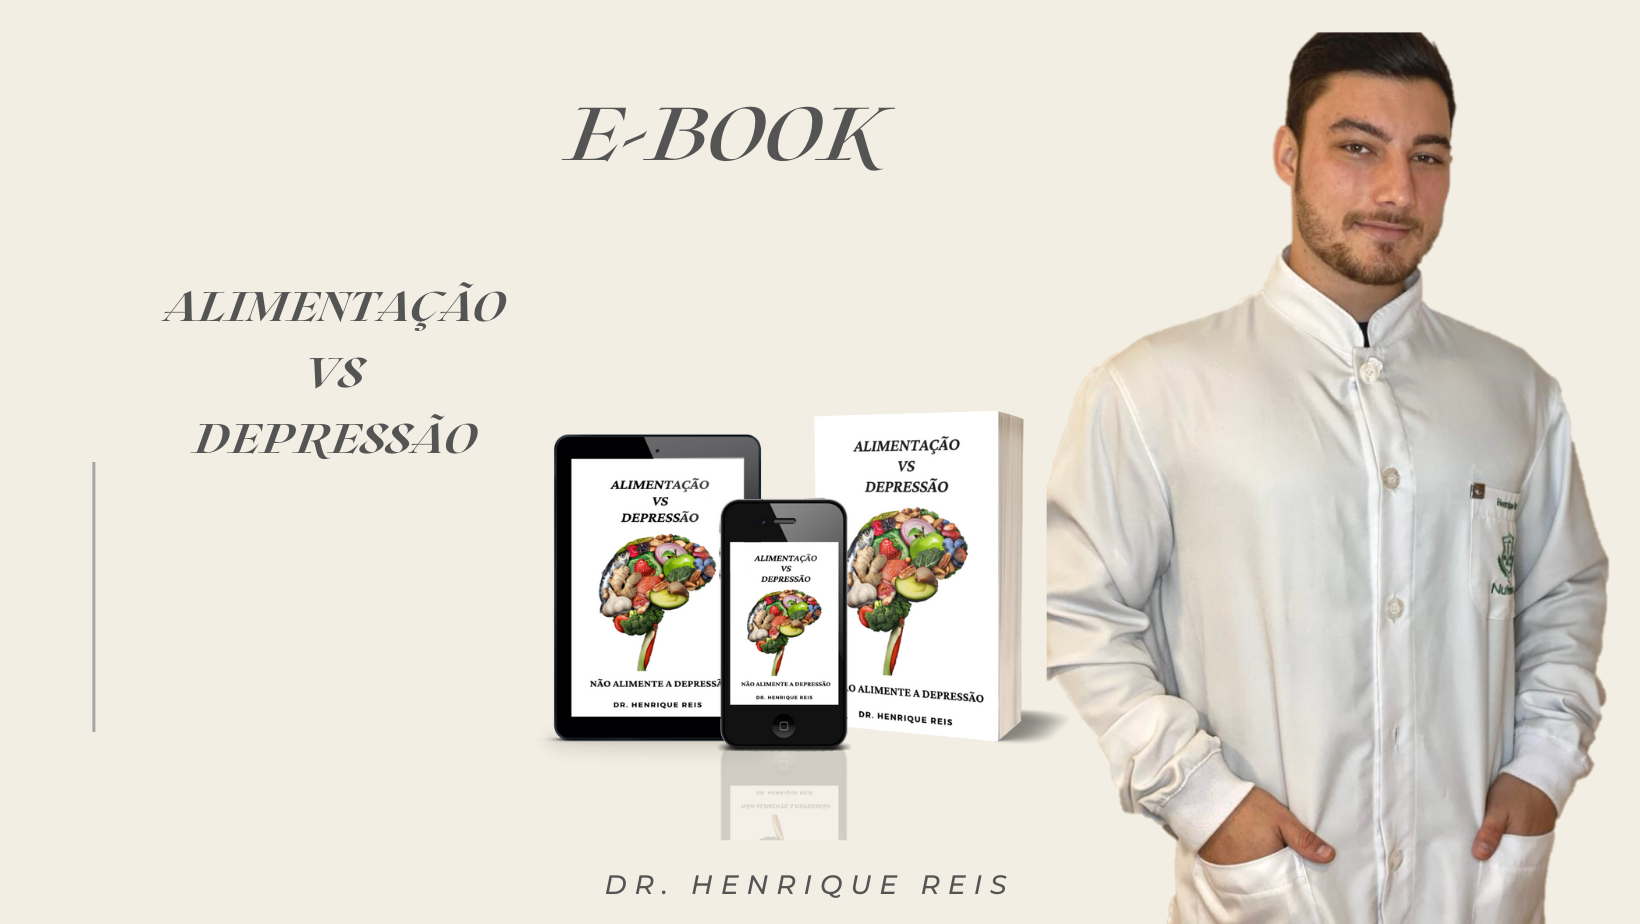 E-BOOK
ALIMENTAÇÃO
VS
DEPRESSÃO
ALIMENTAÇÃO
VS
DEPRESSÃO
NÃO ALIMENTE A
DR. HENRIQUE REIS
ALIMENTAÇÃO
VS
DEPRESSÃO
NÃO ALIMENTE A DEPRESSÃO
DR. HENRIQUE REIS
ALIMENTAÇÃO
VS
DEPRESSÃO
ALIMENTE A DEPRESSÃO
DR. HENRIQUE REIS
DR. HENRIQUE REIS